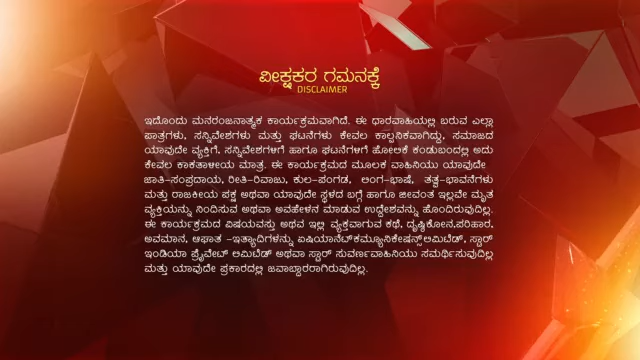 ವೀಕ್ಷಕರ ಗಮನಕ್ಕೆ
DISCLAIMER
ಇದೊಂದು ಮನರಂಜನಾತ್ಮಕ ಕಾರ್ಯಕ್ರಮವಾಗಿದೆ. ಈ ಧಾರವಾಹಿಯಲ್ಲಿ ಬರುವ ಎಲ್ಲಾ
ಪಾತ್ರಗಳು, ಸನ್ನಿವೇಶಗಳು ಮತ್ತು ಘಟನೆಗಳು ಕೇವಲ ಕಾಲ್ಪನಿಕವಾಗಿದ್ದು, ಸಮಾಜದ
ಯಾವುದೇ ವ್ಯಕ್ತಿಗೆ, ಸನ್ನಿವೇಶಗಳಿಗೆ ಹಾಗೂ ಘಟನೆಗಳಿಗೆ ಹೋಲಿಕೆ ಕಂಡುಬಂದಲ್ಲಿ ಅದು
ಕೇವಲ ಕಾಕತಾಳೀಯ ಮಾತ್ರ. ಈ ಕಾರ್ಯಕ್ರಮದ ಮೂಲಕ ವಾಹಿನಿಯು ಯಾವುದೇ
ಜಾತಿ-ಸಂಪ್ರದಾಯ, ರೀತಿ-ರಿವಾಜು, ಕುಲ-ಪಂಗಡ, ಲಿಂಗ-ಭಾಷೆ, ತತ್ವ-ಭಾವನೆಗಳು
ಮತ್ತು ರಾಜಕೀಯ ಪಕ್ಷ ಅಥವಾ ಯಾವುದೇ ಸ್ಥಳದ ಬಗ್ಗೆ ಹಾಗೂ ಜೀವಂತ ಇಲ್ಲವೇ ಮೃತ
ವ್ಯಕ್ತಿಯನ್ನು ನಿಂದಿಸುವ ಅಥವಾ ಅವಹೇಳನ ಮಾಡುವ ಉದ್ದೇಶವನ್ನು ಹೊಂದಿರುವುದಿಲ್ಲ.
ಈ ಕಾರ್ಯಕ್ರಮದ ವಿಷಯವಸ್ತು ಅಥವ ಇಲ್ಲಿ ವ್ಯಕ್ತವಾಗುವ ಕಥೆ, ದೃಷ್ಠಿಕೋನ,ಪರಿಹಾರ,
ಅವಮಾನ, ಆಘಾತ -ಇತ್ಯಾದಿಗಳನ್ನು ಏಷಿಯಾನೆಟ್‌ಕಮ್ಯೂನಿಕೇಷನ್ಸ್‌ಲಿಮಿಟೆಡ್, ಸ್ಟಾರ್
ಇಂಡಿಯಾ ಪ್ರೈವೇಟ್ ಲಿಮಿಟೆಡ್ ಅಥವಾ ಸ್ಟಾರ್ ಸುವರ್ಣವಾಹಿನಿಯು ಸಮರ್ಥಿಸುವುದಿಲ್ಲ
ಮತ್ತು ಯಾವುದೇ ಪ್ರಕಾರದಲ್ಲಿ ಜವಾಬ್ದಾರರಾಗಿರುವುದಿಲ್ಲ.